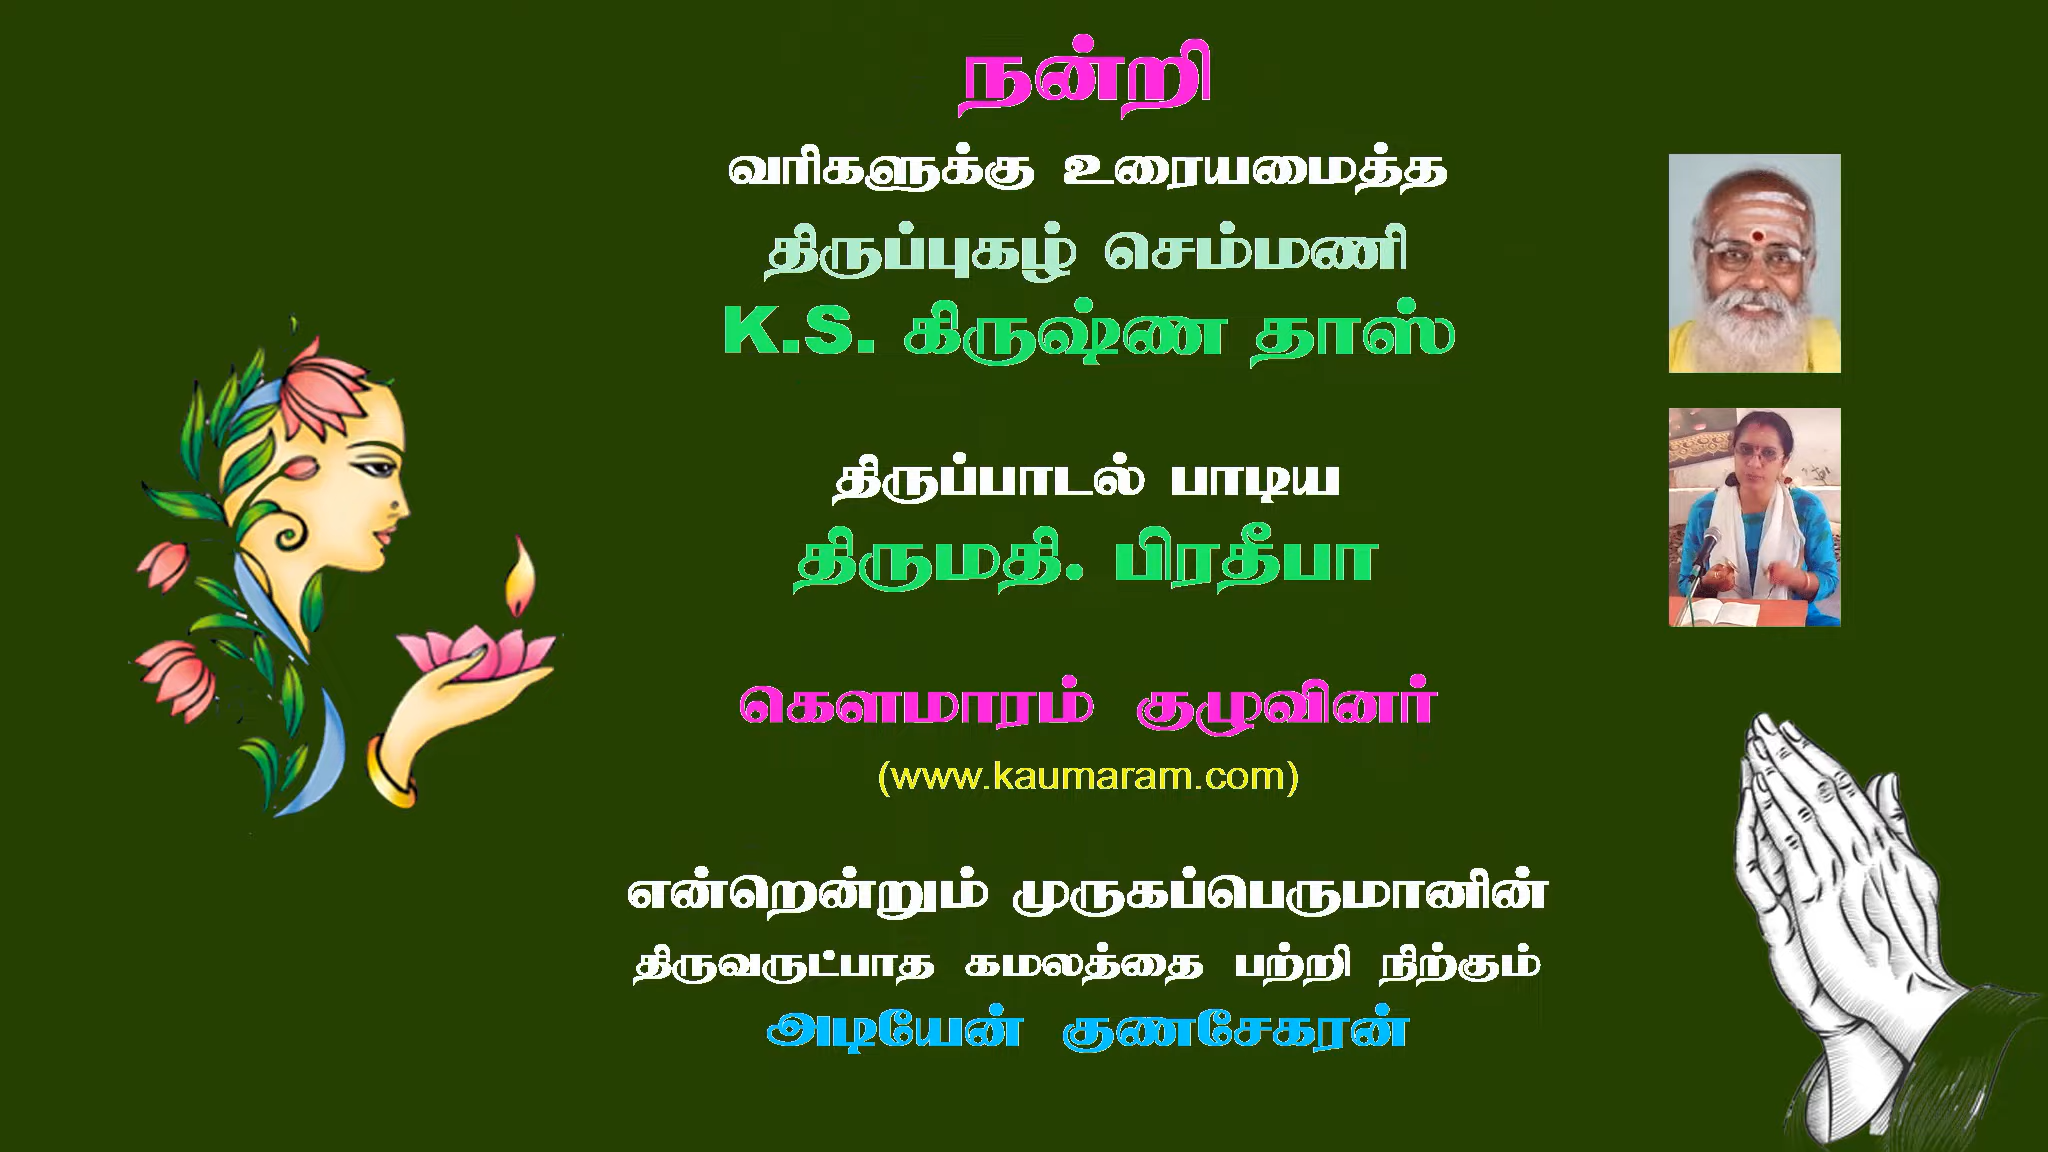 நன்றி
வரிகளுக்கு உரையமைத்த
திருப்புகழ் செம்மணி
K.S. கிருஷ்ண தாஸ்
திருப்பாடல் பாடிய
திருமதி. பிரதீபா
கௌமாரம் குழுவினர்
(www.kaumaram.com)
என்றென்றும் முருகப்பெருமானின்
திருவருட்பாத கமலத்தை பற்றி நிற்கும்
அடியேன் குணசேகரன்